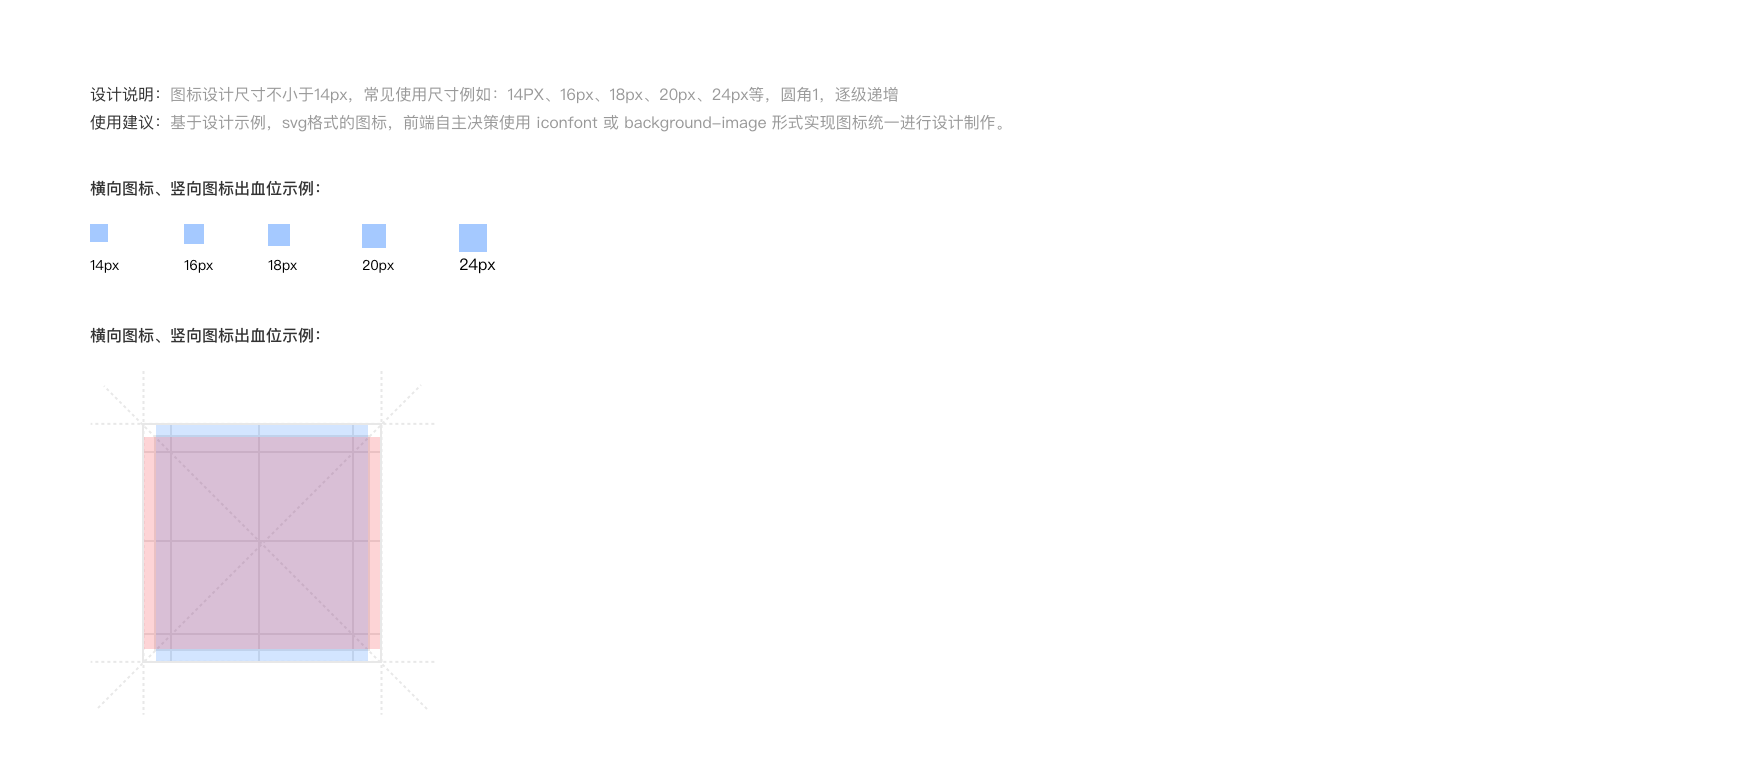 设计说明：图标设计尺寸不小于14px，常见使用尺寸例如：14PX、16px、18px、20px、24px等，圆角1，逐级递增
使用建议：基于设计示例，svg格式的图标，前端自主决策使用 iconfont 或 background-image 形式实现图标统一进行设计制作。
横向图标、竖向图标出血位示例：
14px 16px 18px 20px 24px
横向图标、竖向图标出血位示例：